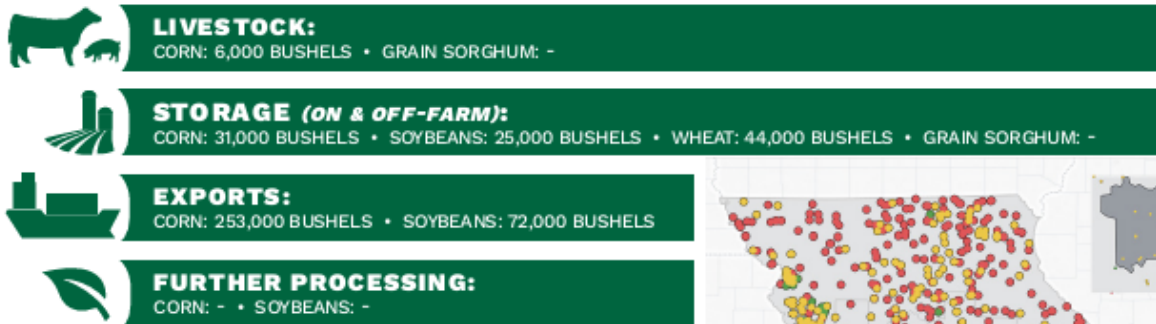 LIVESTOCK:
CORN: 6,000 BUSHELS • GRAIN SORGHUM: -
STORAGE (ON & OFF-FARM):
CORN: 31,000 BUSHELS • SOYBEANS: 25,000 BUSHELS • WHEAT: 44,000 BUSHELS • GRAIN SORGHUM: -
EXPORTS:
CORN: 253,000 BUSHELS • SOYBEANS: 72,000 BUSHELS
FURTHER PROCESSING:
CORN: - • SOYBEANS: -